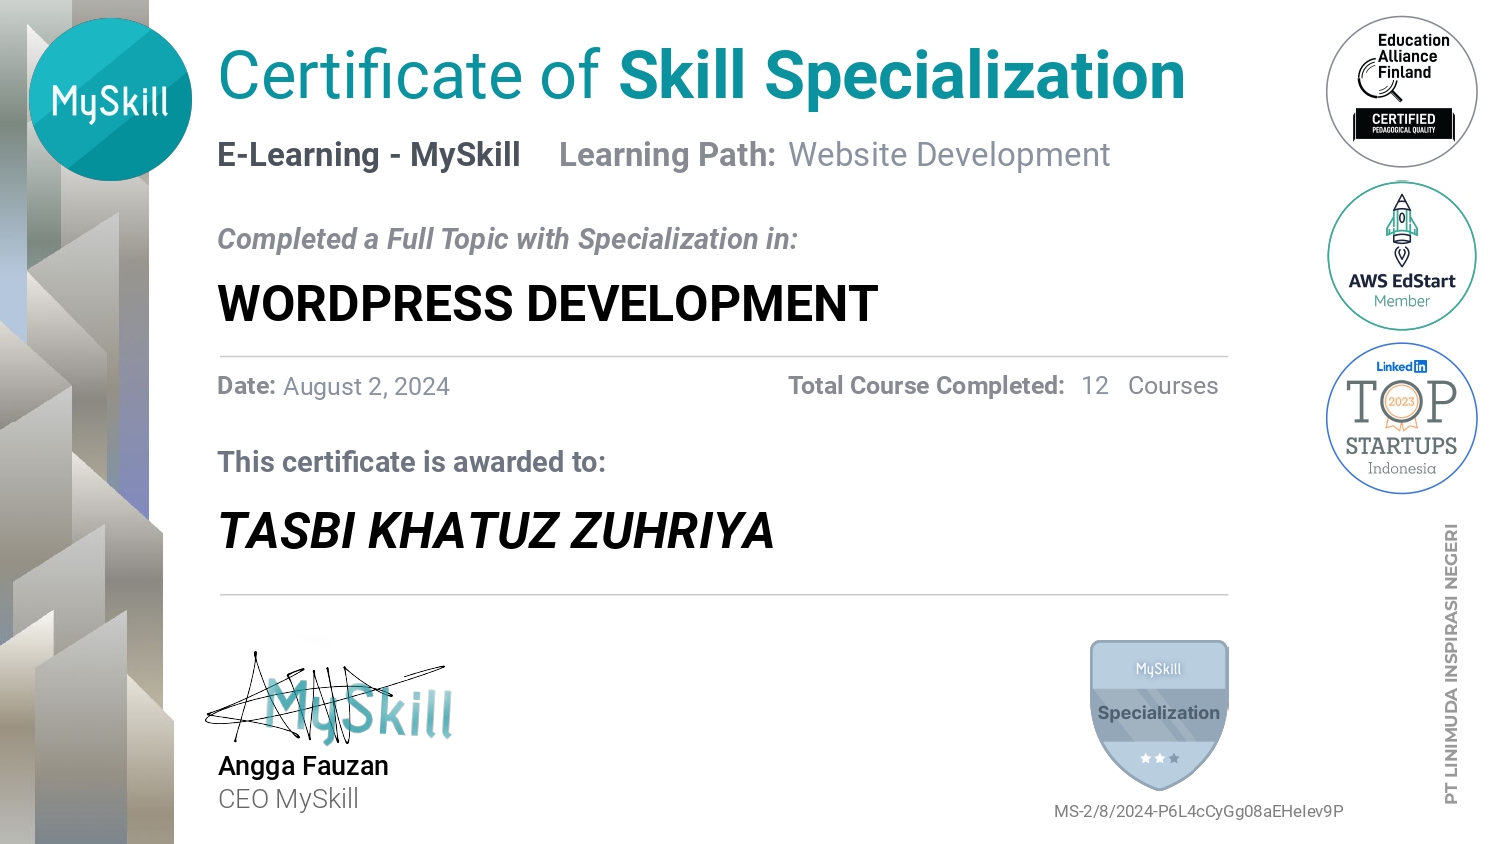 MySkill
Certificate of Skill Specialization
E-Learning - MySkill Learning Path: Website Development
Completed a Full Topic with Specialization in:
WORDPRESS DEVELOPMENT
Date: August 2, 2024 Total Course Completed: 12 Courses
This certificate is awarded to:
TASBI KHATUZ ZUHRIYA
MySkill
Angga Fauzan
CEO MySkill
MySkill
Specialization
MS-2/8/2024-P6L4cCyGg08aEHelev9P
Education
Alliance
Finland
CERTIFIED
PEDAGOGICAL QUALITY
AWS EdStart
Member
Linked in
TOP
2023
STARTUPS
Indonesia
PT LINIMUDA INSPIRASI NEGERI